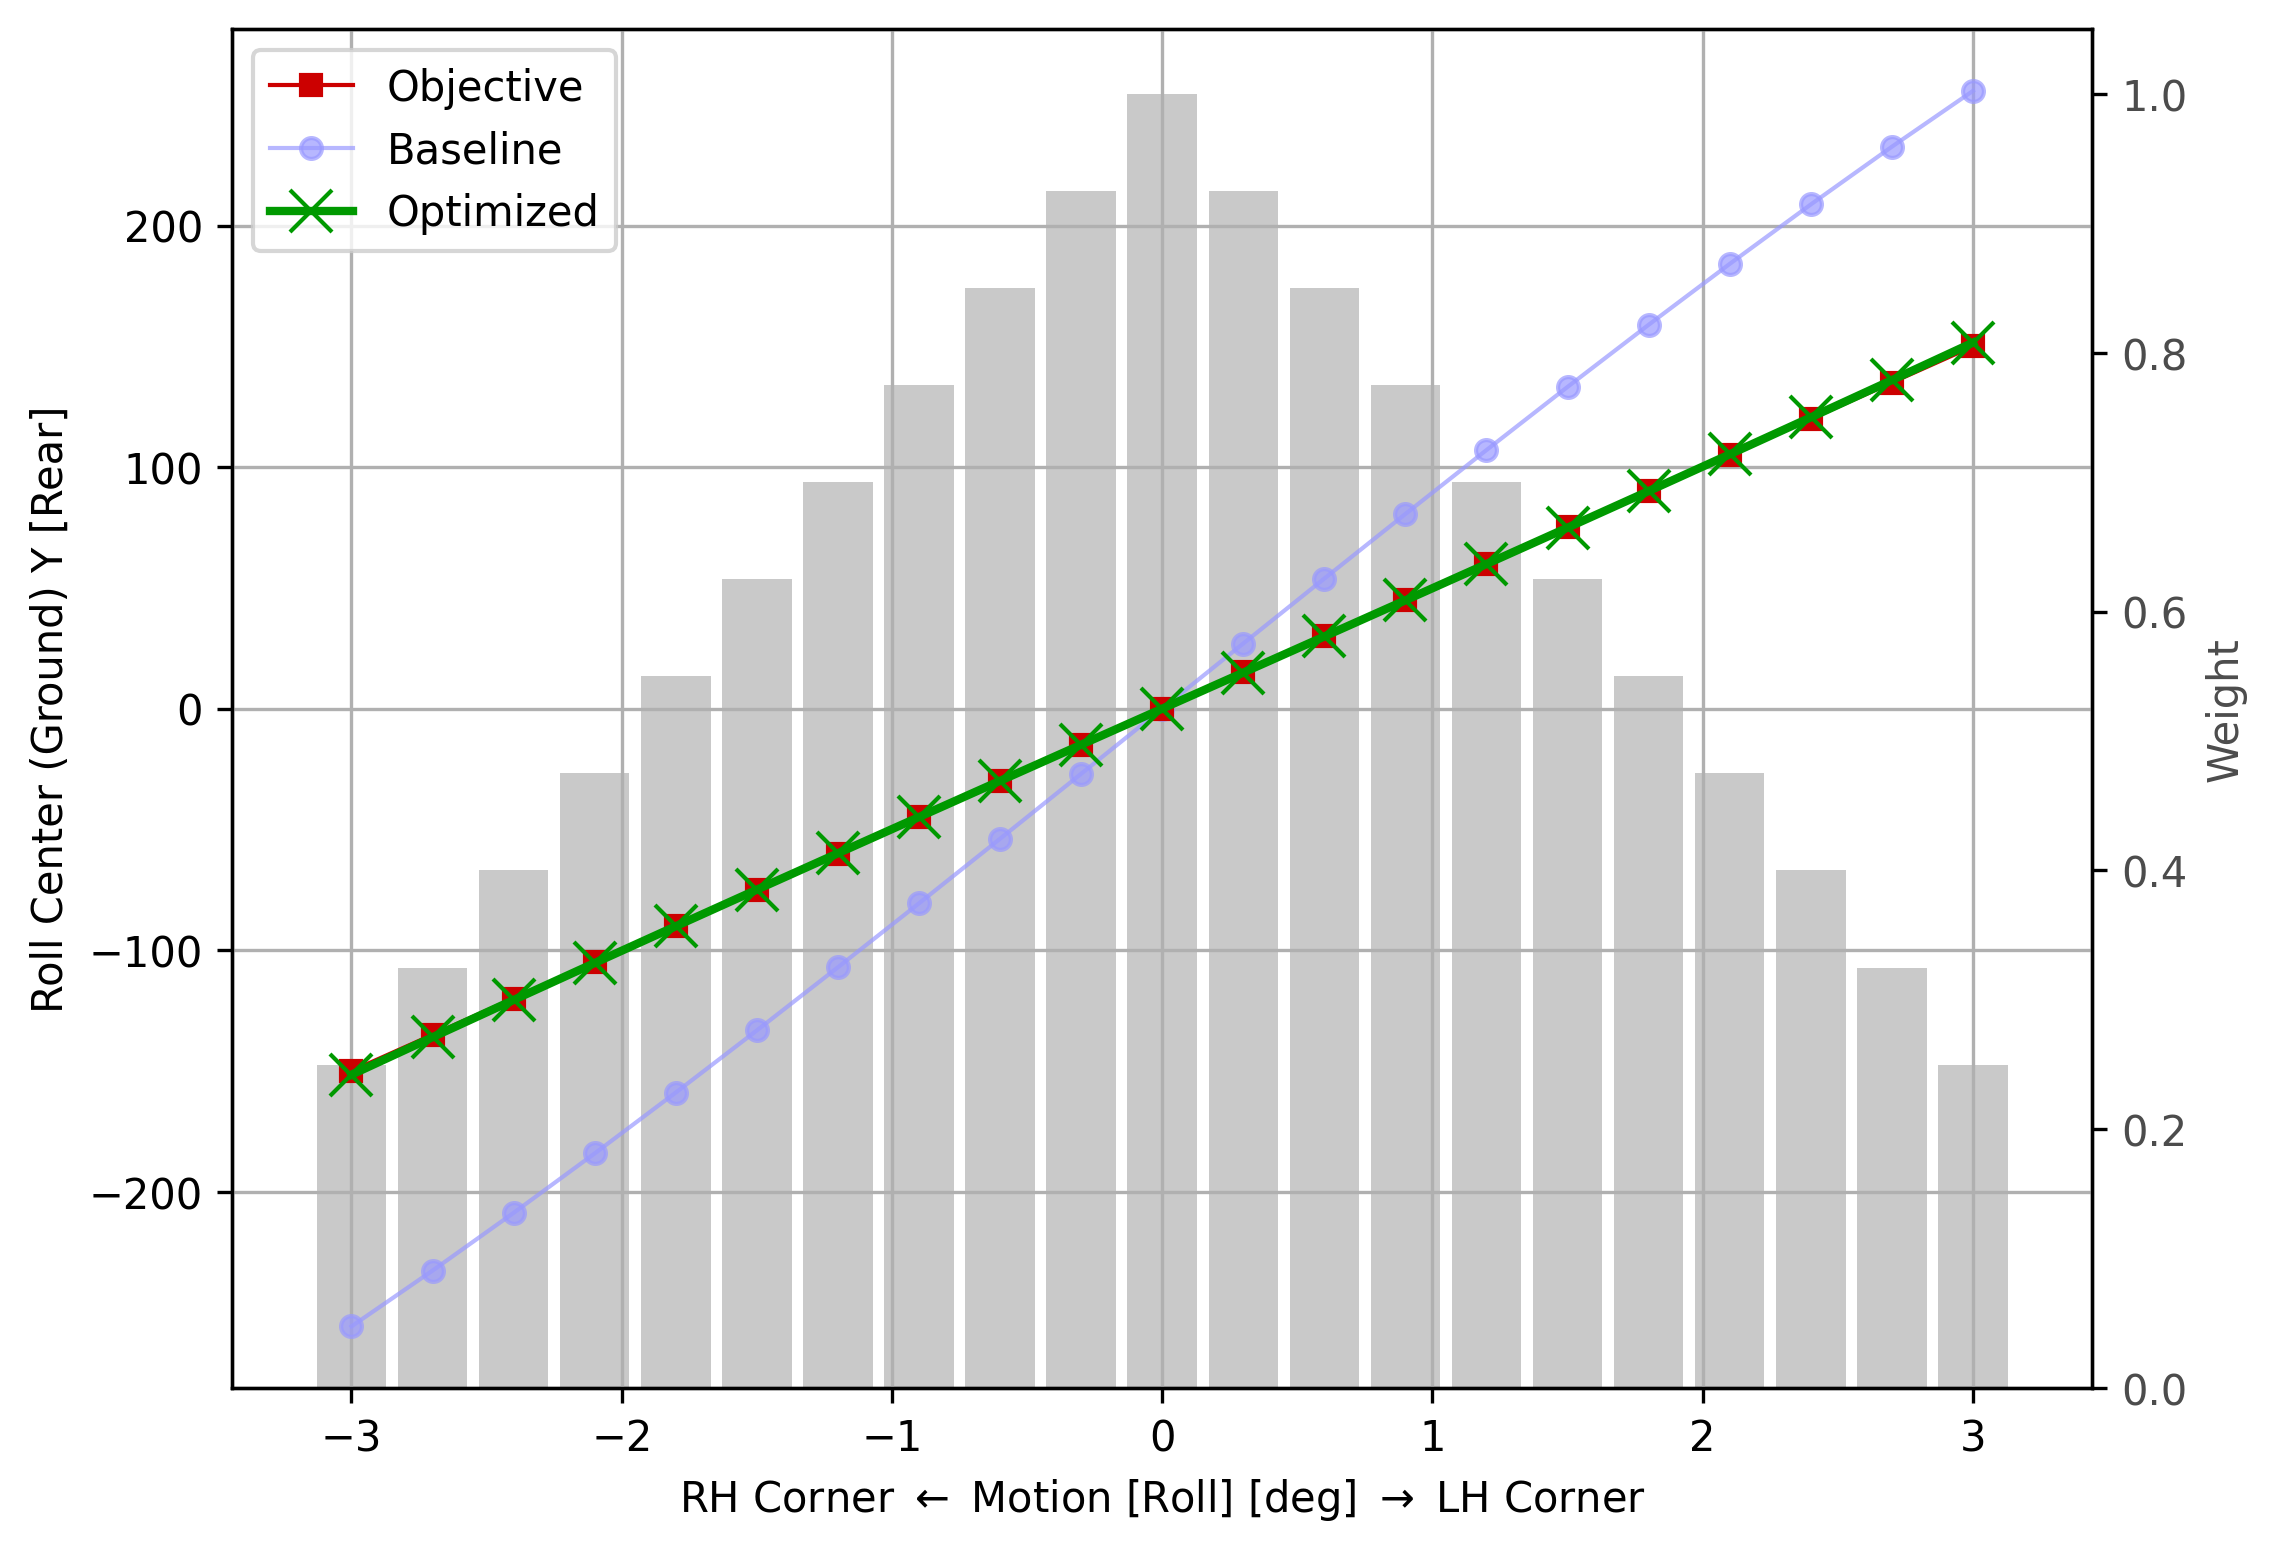 Objective
Baseline
Optimized
200
100
0
−100
−200
Roll Center (Ground) Y [Rear]
1.0
0.8
0.6
0.4
0.2
0.0
Weight
−3 −2 −1 0 1 2 3
RH Corner ← Motion [Roll] [deg] → LH Corner